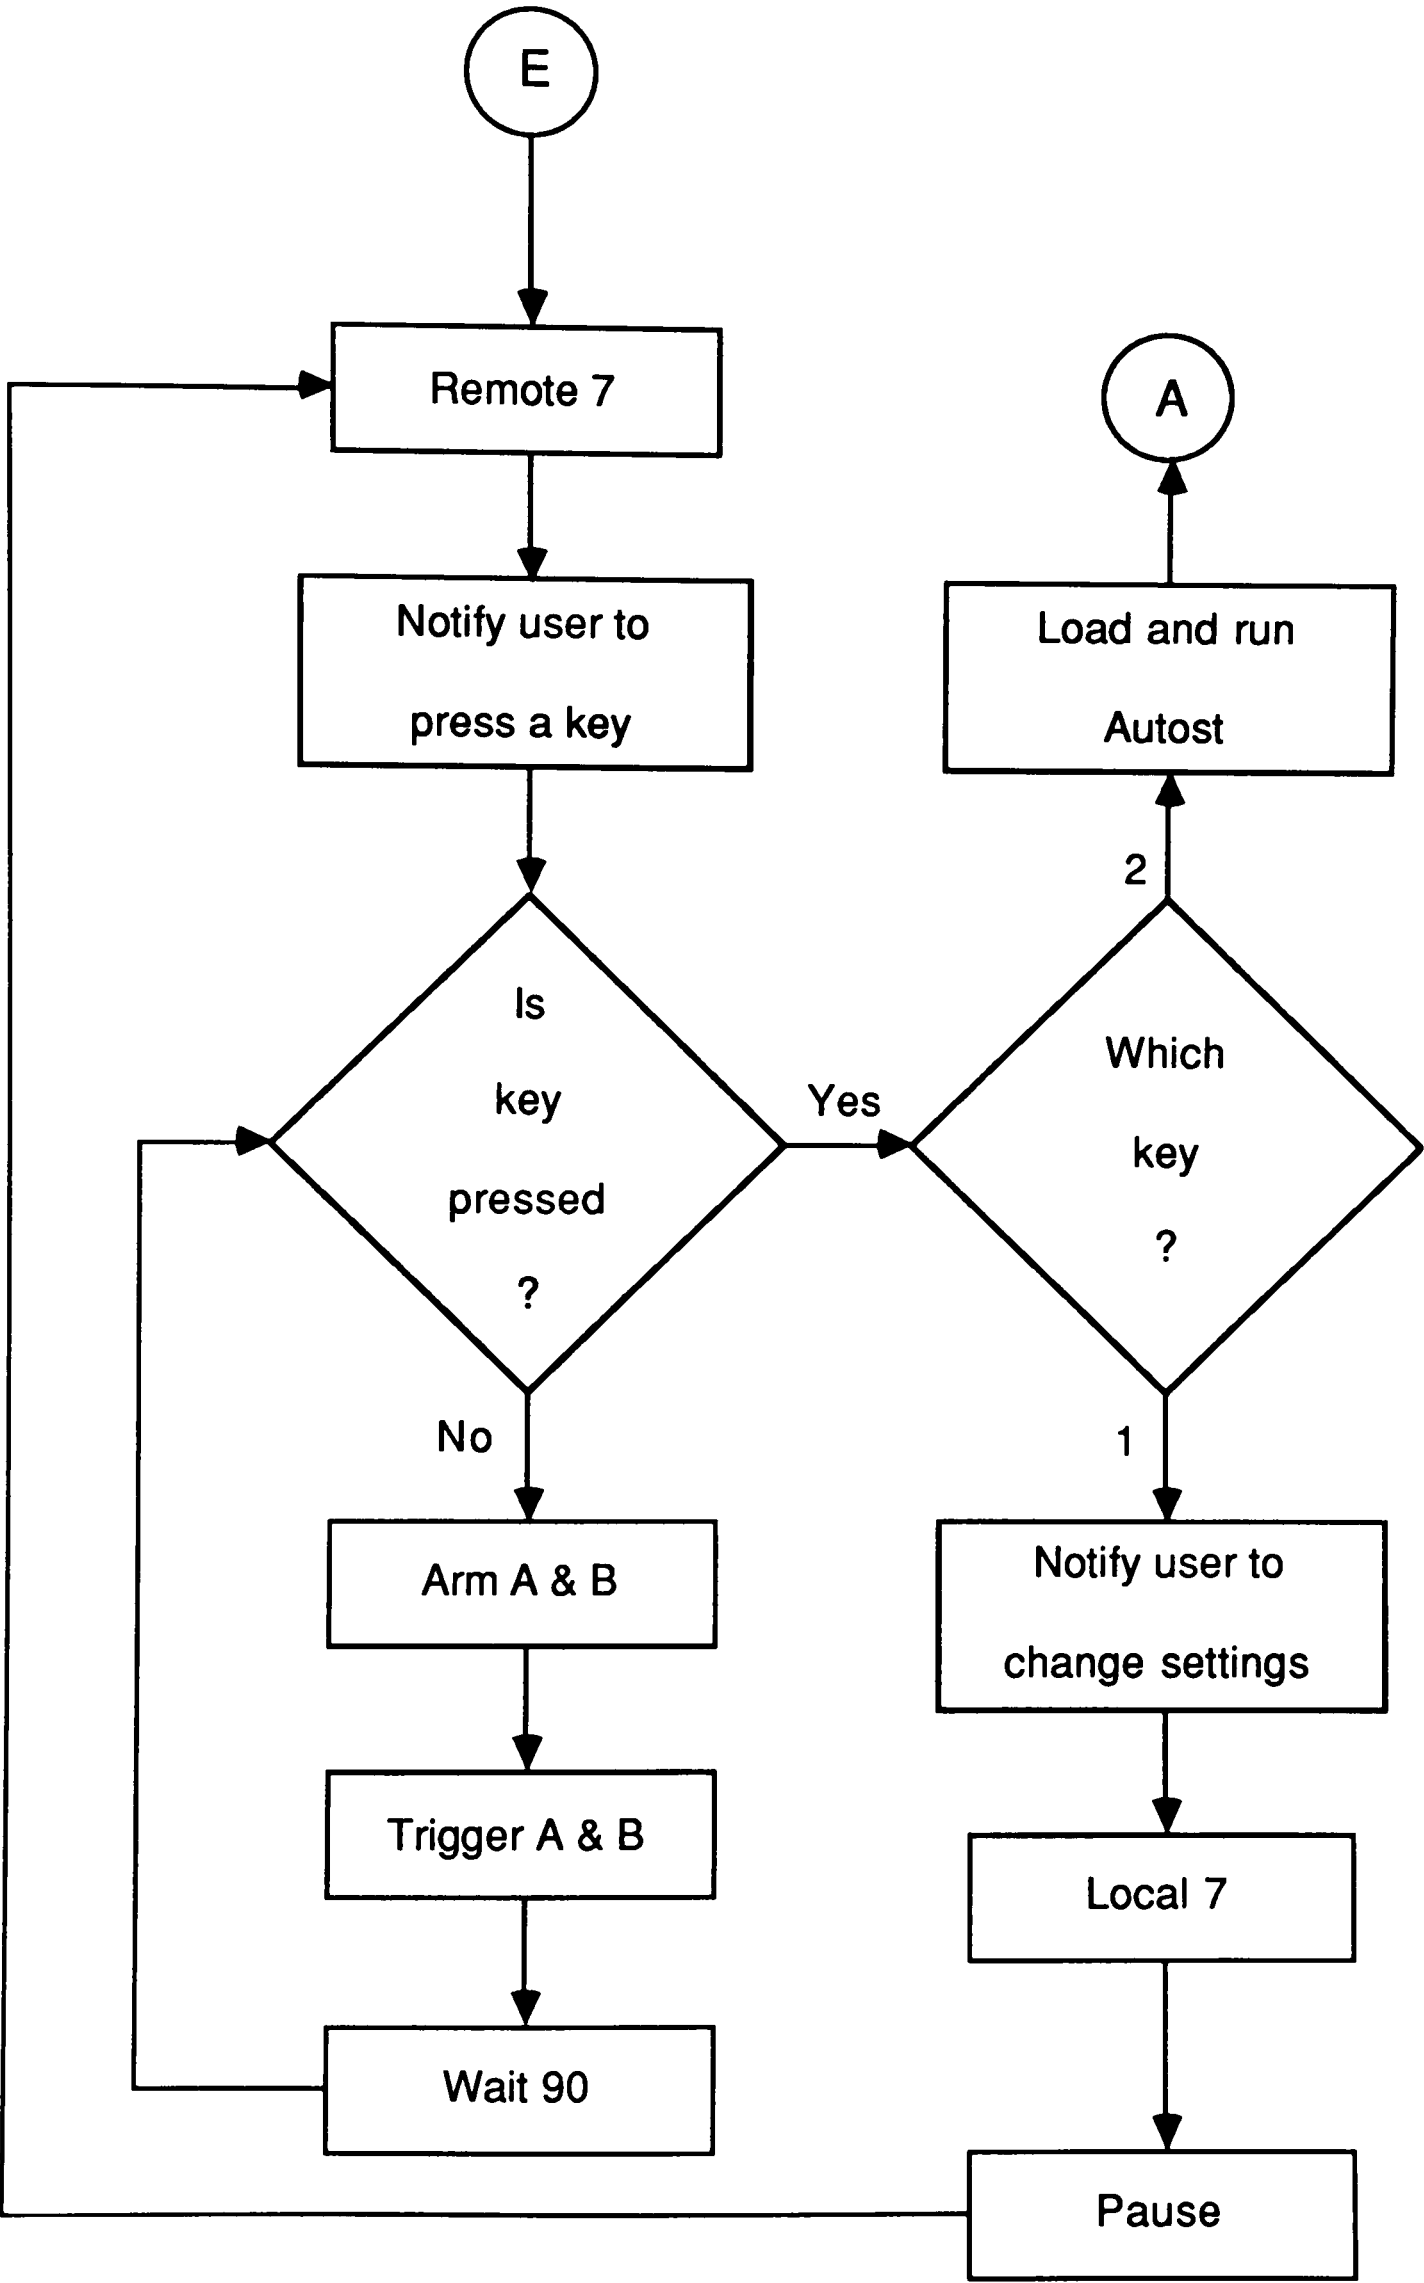 E
Remote 7
Notify user to
press a key
Is
key
pressed
?
Yes
No
Arm A & B
Trigger A & B
Wait 90
A
Load and run
Autost
2
Which
key
?
1
Notify user to
change settings
Local 7
Pause